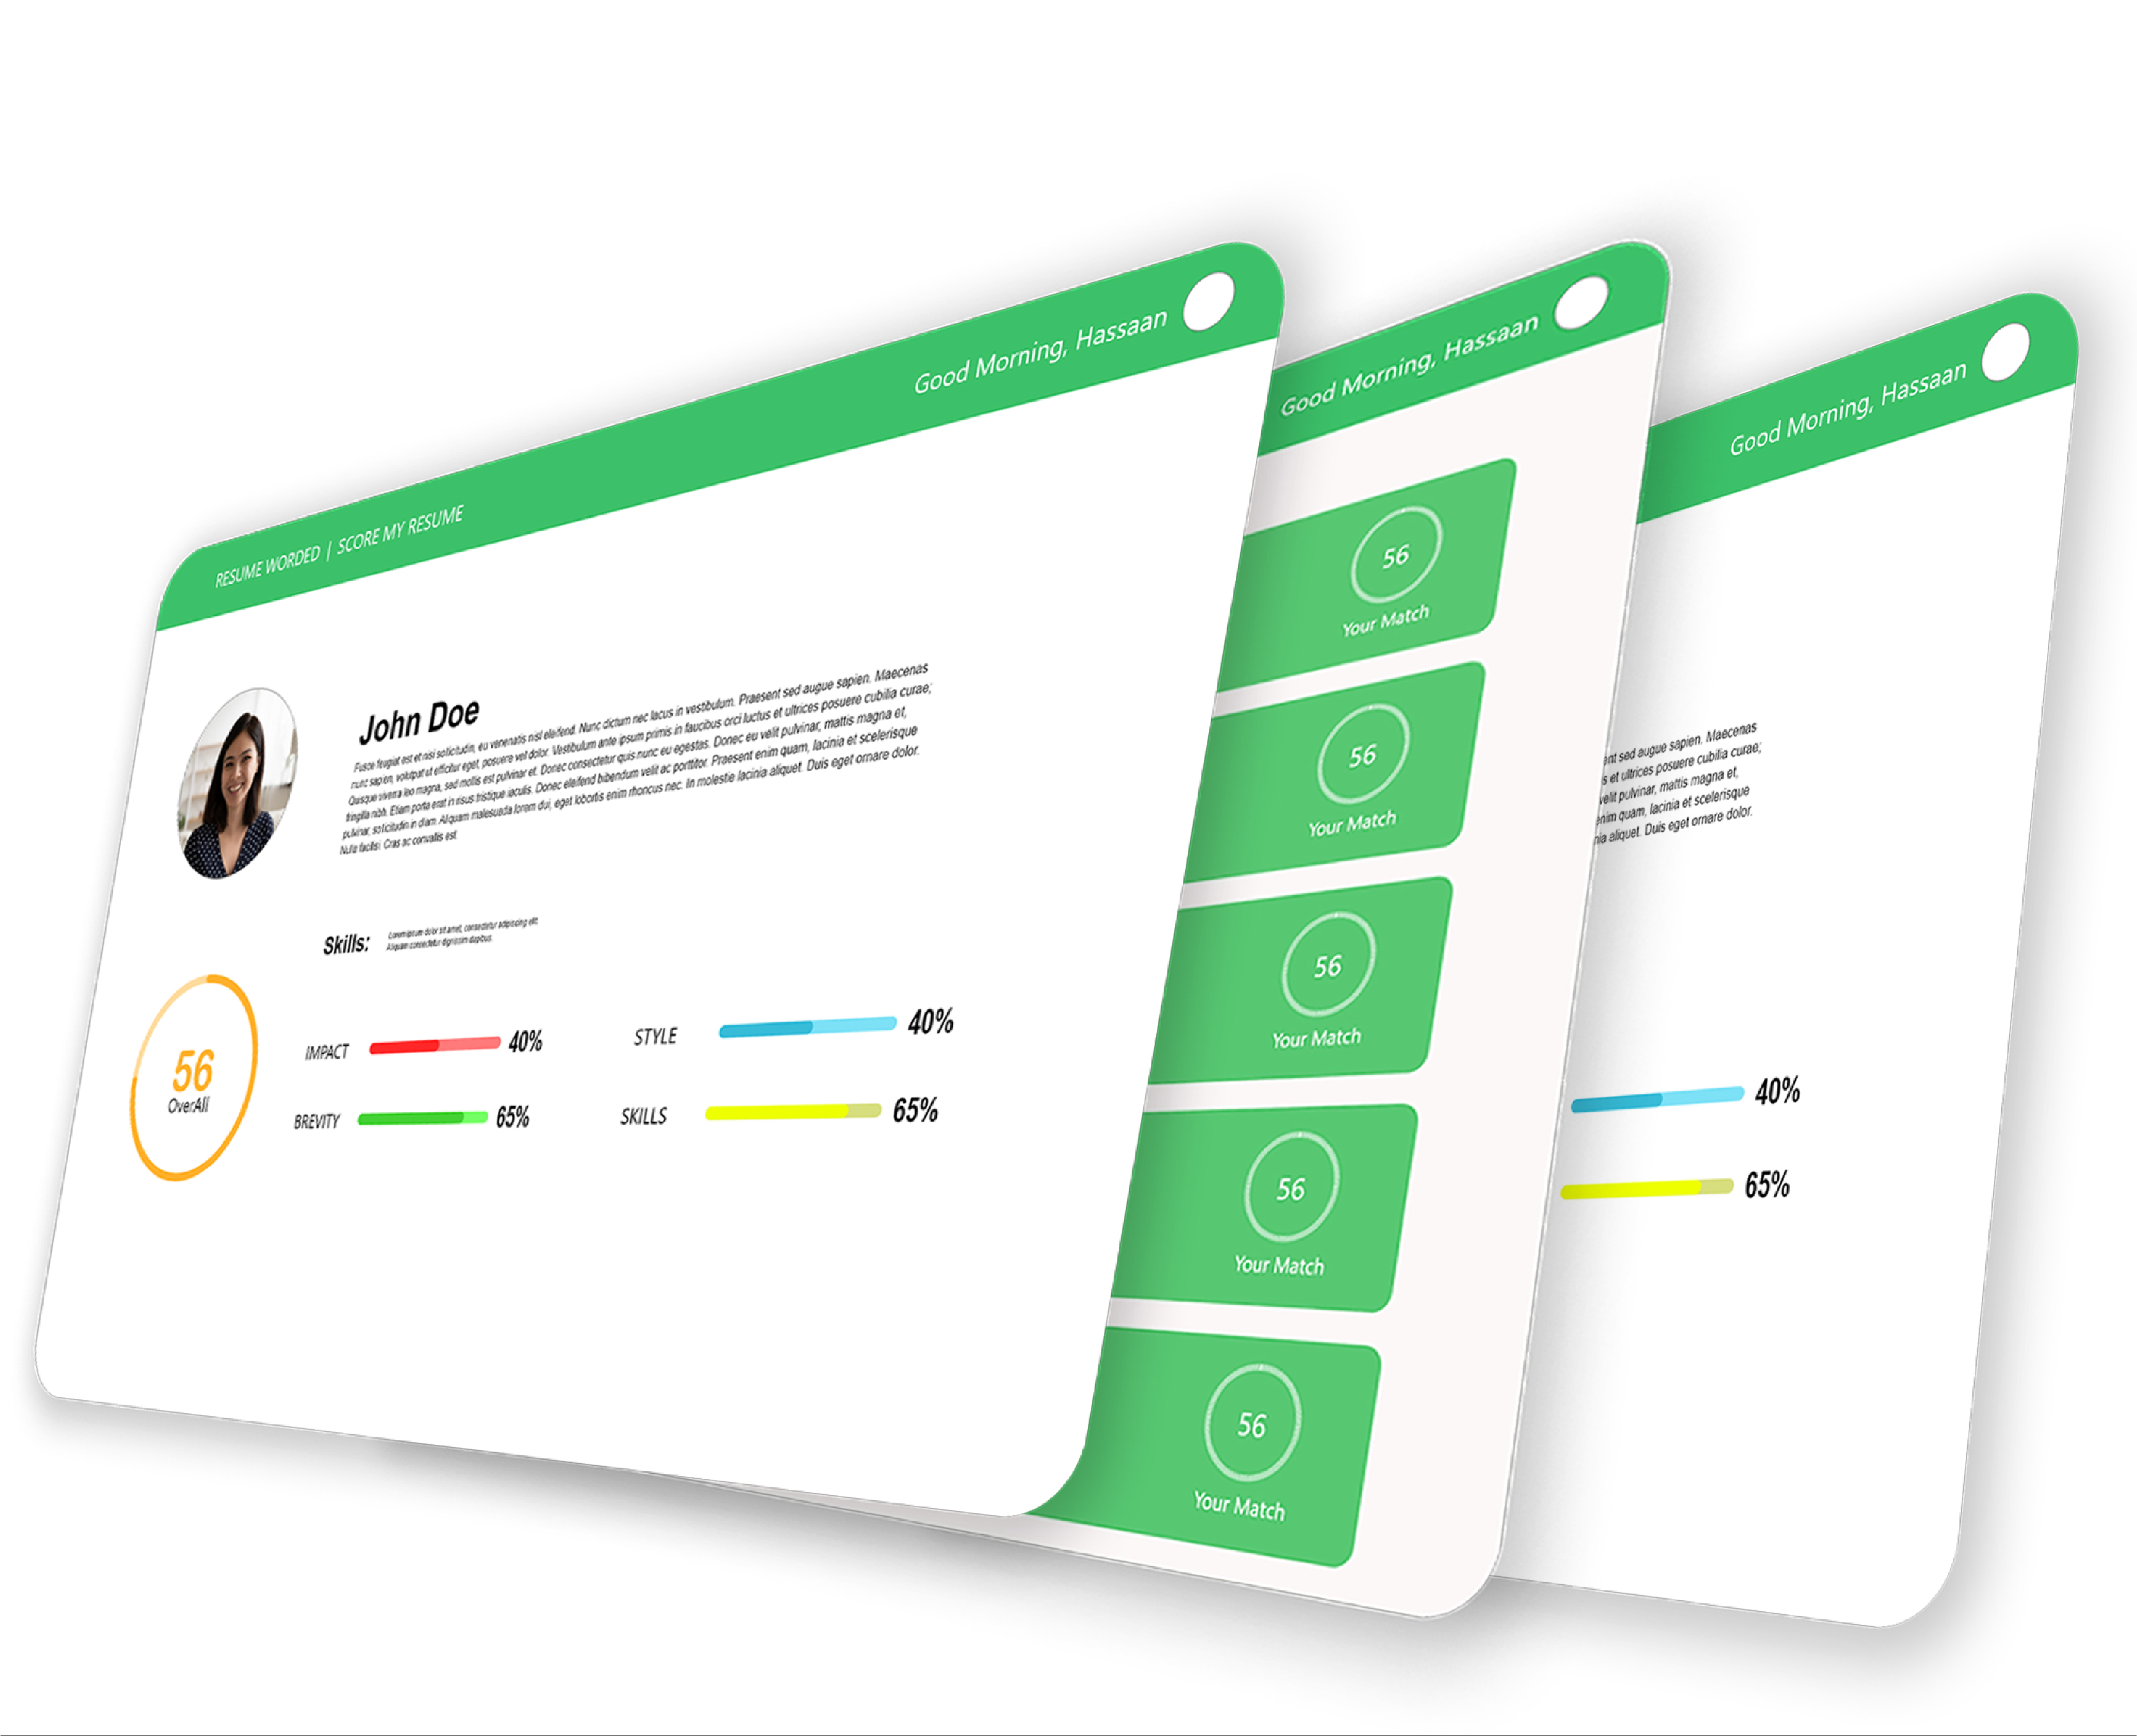 RESUME WORDED | SCORE MY RESUME
Good Morning, Hassaan
John Doe
Fusce feugiat est et nisi sollicitudin, eu venenatis nisl eleifend. Nunc dictum nec lacus in vestibulum. Praesent sed augue sapien. Maecenas
nunc sapien, volutpat ut efficitur eget, posuere vel dolor. Vestibulum ante ipsum primis in faucibus orci luctus et ultrices posuere cubilia curae;
Quisque viverra leo magna, sed mollis est pulvinar et. Donec consectetur quis nunc eu egestas. Donec eu velit pulvinar, mattis magna et,
fringilla nibh. Etiam porta erat in risus tristique iaculis. Donec eleifend bibendum velit ac porttitor. Praesent enim quam, lacinia et scelerisque
pulvinar, sollicitudin in diam. Aliquam malesuada lorem dui, eget lobortis enim rhoncus nec. In molestie lacinia aliquet. Duis eget ornare dolor.
Nulla facilisi. Cras ac convallis est.
Skills:
Lorem ipsum dolor sit amet, consectetur adipiscing elit.
Aliquam consectetur dignissim dapibus.
56
OverAll
IMPACT 40%
STYLE 40%
BREVITY 65%
SKILLS 65%
Good Morning, Hassaan
56
Your Match
56
Your Match
56
Your Match
56
Your Match
56
Your Match
Good Morning, Hassaan
sed augue sapien. Maecenas
et ultrices posuere cubilia curae;
velit pulvinar, mattis magna et,
enim quam, lacinia et scelerisque
aliquet. Duis eget ornare dolor.
40%
65%